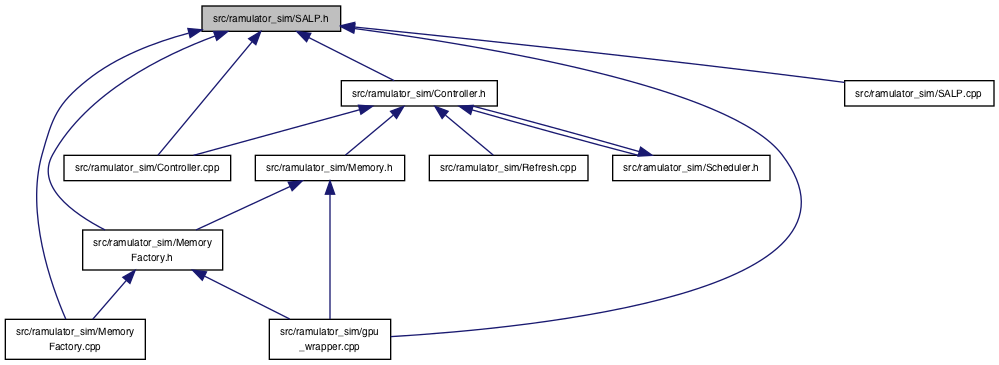 src/ramulator_sim/SALP.h
src/ramulator_sim/Controller.h
src/ramulator_sim/SALP.cpp
src/ramulator_sim/Controller.cpp
src/ramulator_sim/Memory.h
src/ramulator_sim/Refresh.cpp
src/ramulator_sim/Scheduler.h
src/ramulator_sim/Memory
Factory.h
src/ramulator_sim/Memory
Factory.cpp
src/ramulator_sim/gpu
_wrapper.cpp